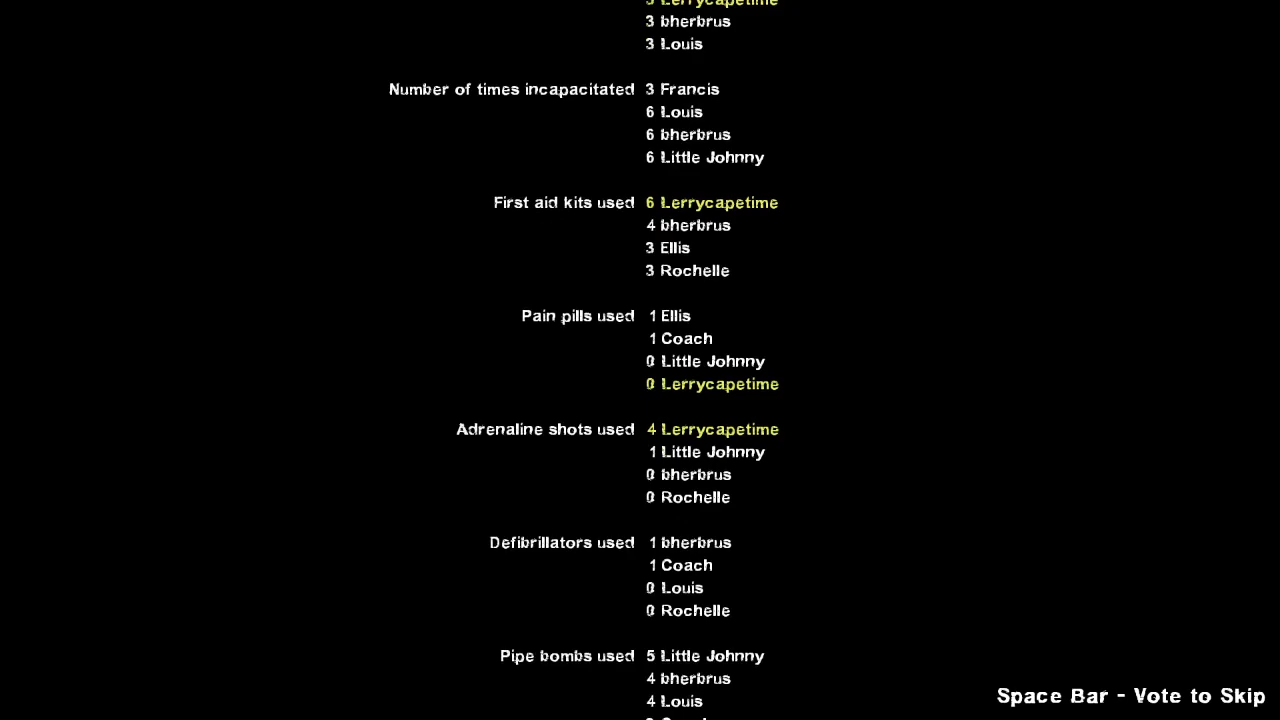 Lerrycapetime
3 bherbrus
3 Louis
Number of times incapacitated 3 Francis
6 Louis
6 bherbrus
6 Little Johnny
First aid kits used 6 Lerrycapetime
4 bherbrus
3 Ellis
3 Rochelle
Pain pills used 1 Ellis
1 Coach
0 Little Johnny
0 Lerrycapetime
Adrenaline shots used 4 Lerrycapetime
1 Little Johnny
0 bherbrus
0 Rochelle
Defibrillators used 1 bherbrus
1 Coach
0 Louis
0 Rochelle
Pipe bombs used 5 Little Johnny
4 bherbrus
4 Louis
Space Bar - Vote to Skip